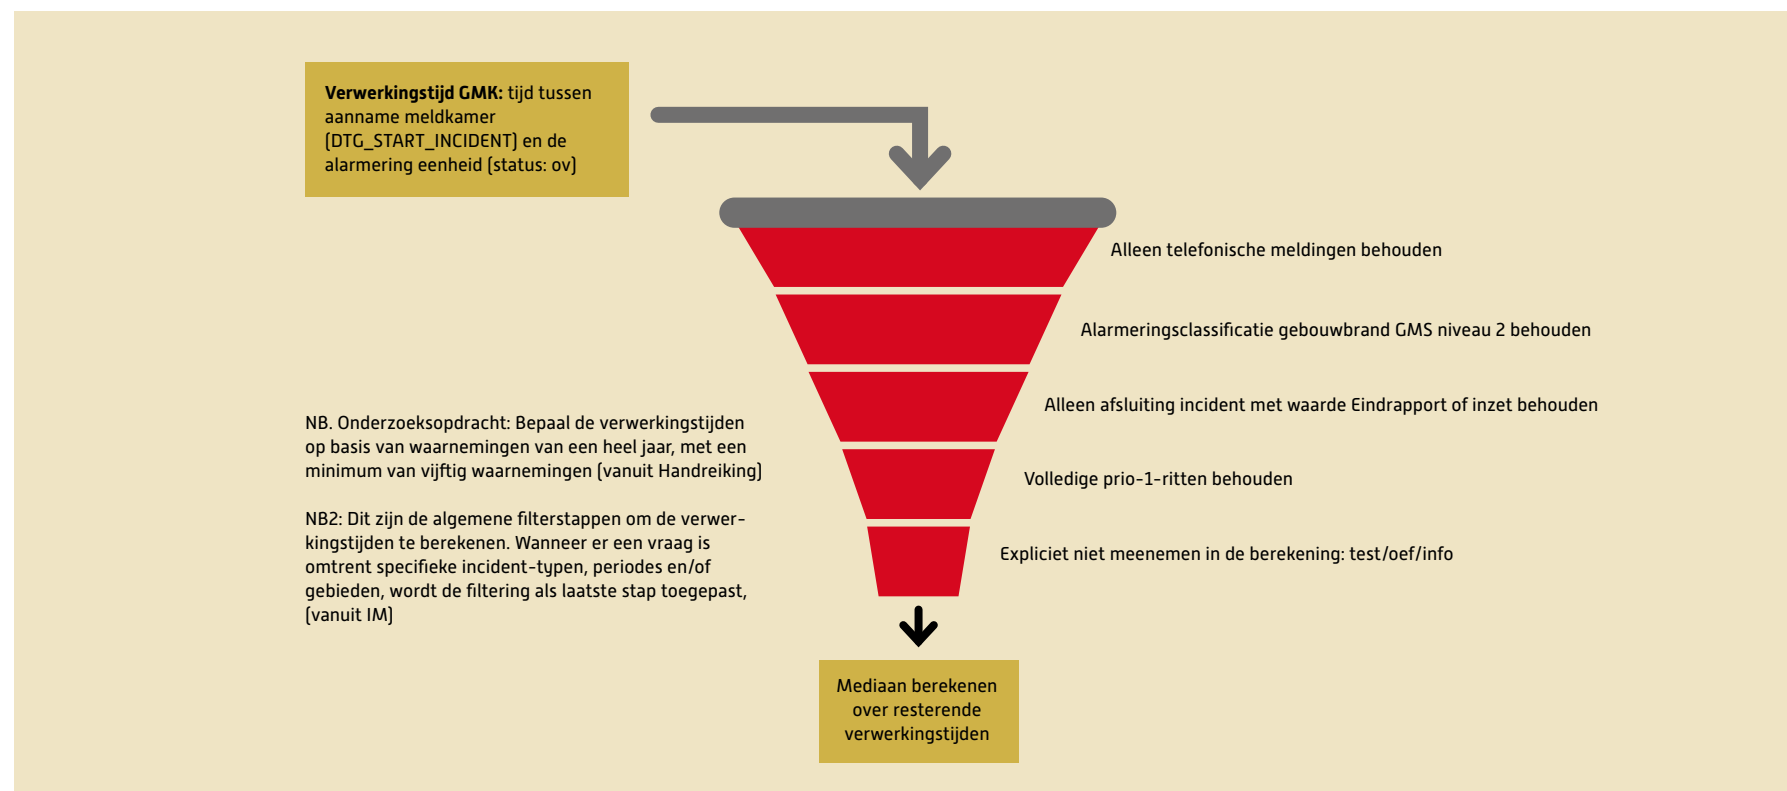 Verwerkingstijd GMK: tijd tussen
aanname meldkamer
(DTG_START_INCIDENT) en de
alarmering eenheid (status: ov)
Alleen telefonische meldingen behouden
Alarmeringsclassificatie gebouwbrand GMS niveau 2 behouden
Alleen afsluiting incident met waarde Eindrapport of inzet behouden
Volledige prio-1-ritten behouden
Expliciet niet meenemen in de berekening: test/oef/info
NB. Onderzoeksopdracht: Bepaal de verwerkingstijden
op basis van waarnemingen van een heel jaar, met een
minimum van vijftig waarnemingen (vanuit Handreiking)
NB2: Dit zijn de algemene filterstappen om de verwer-
kingstijden te berekenen. Wanneer er een vraag is
omtrent specifieke incident-typen, periodes en/of
gebieden, wordt de filtering als laatste stap toegepast,
(vanuit IM)
Mediaan berekenen
over resterende
verwerkingstijden